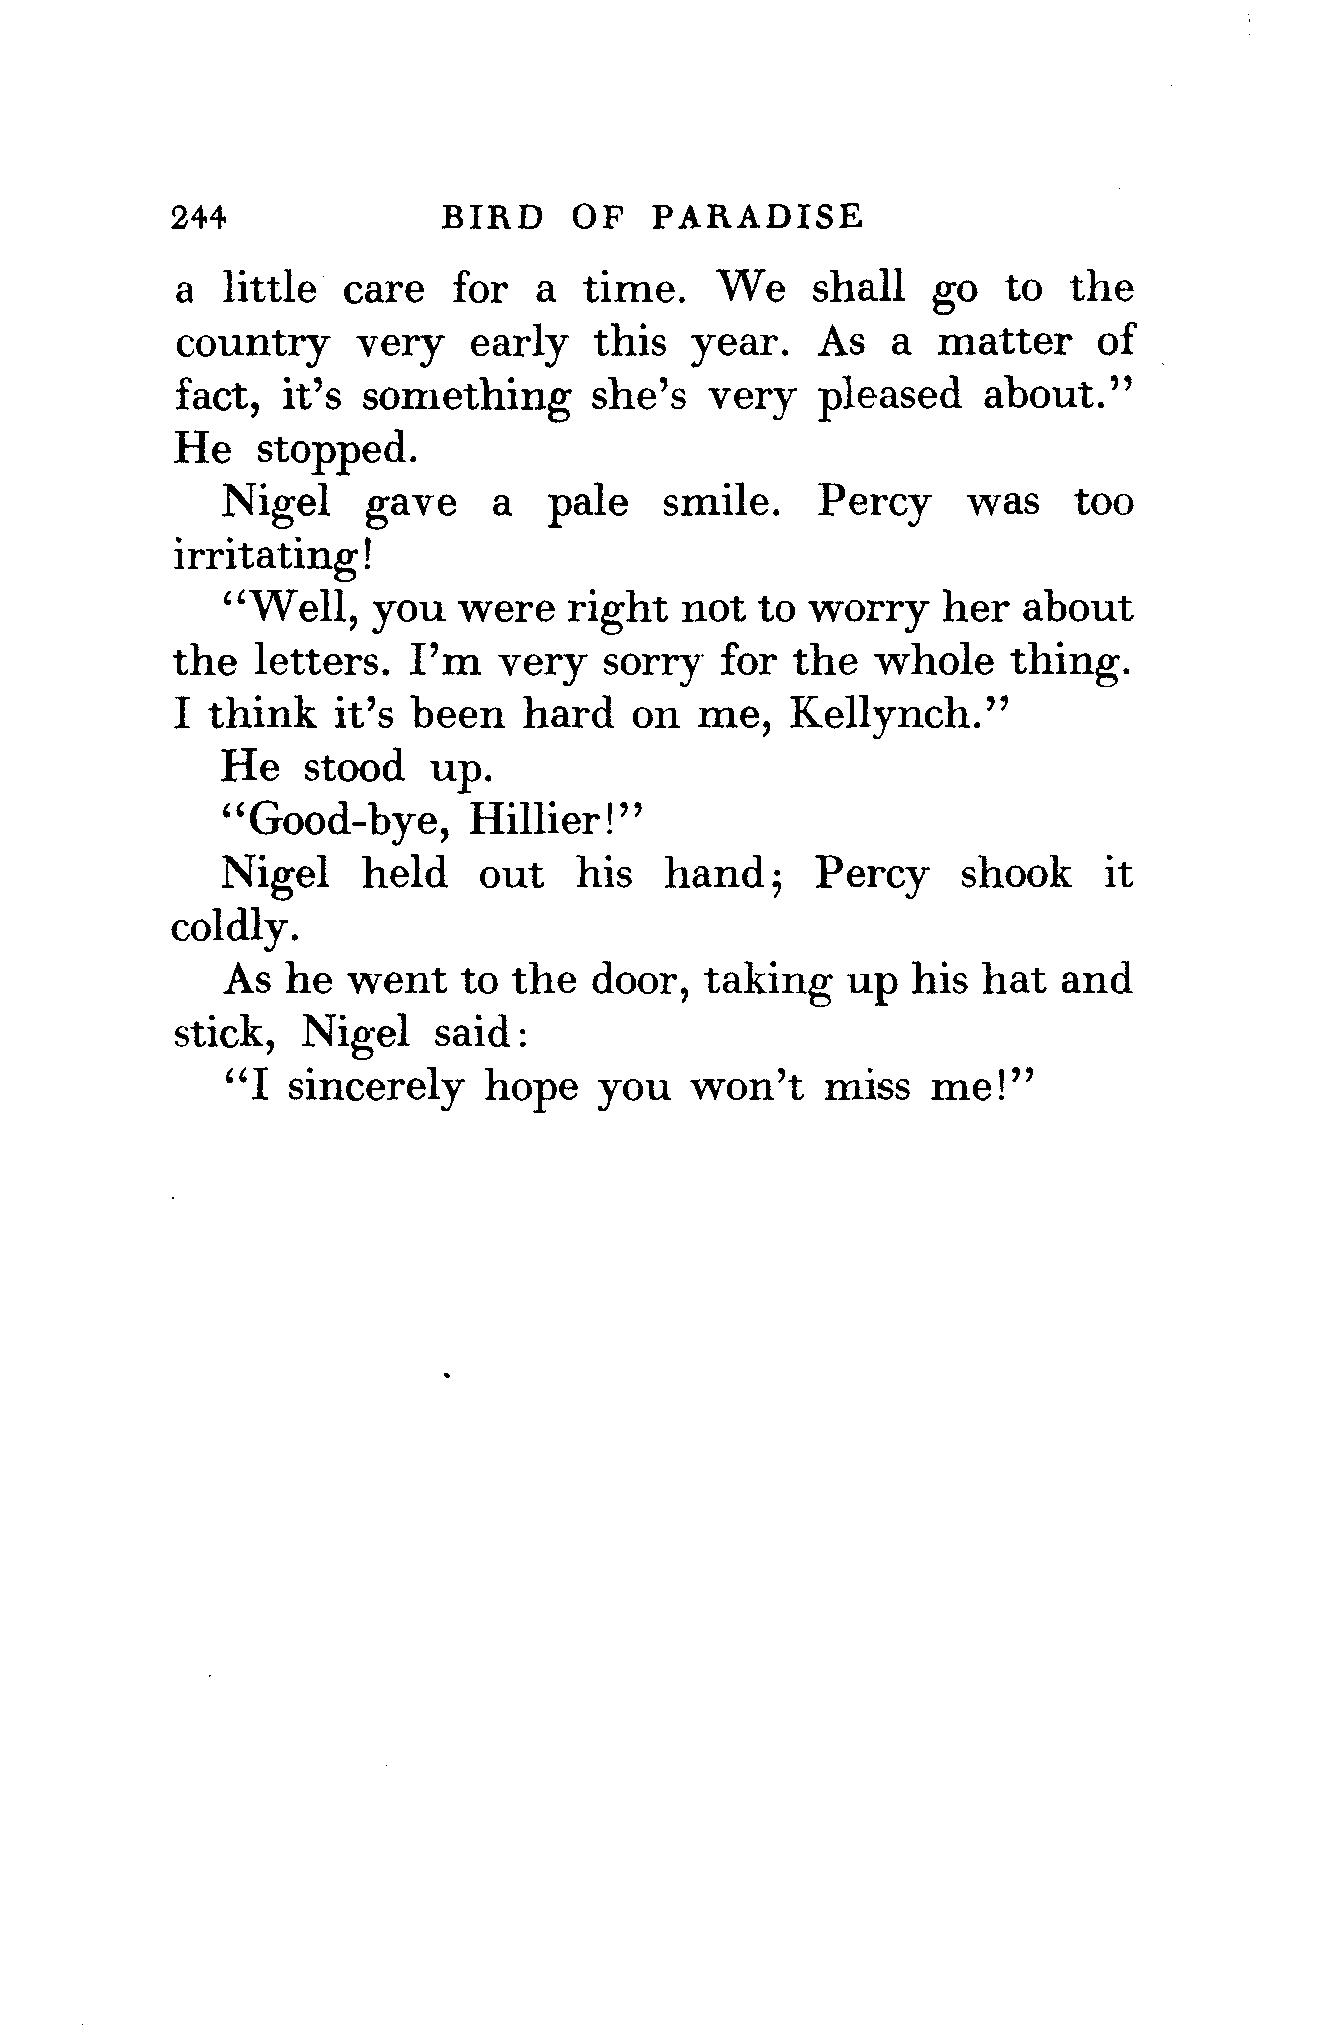 244 BIRD OF PARADISE
a little care for a time. We shall go to the
country very early this year. As a matter of
fact, it's something she's very pleased about."
He stopped.
Nigel gave a pale smile. Percy was too
irritating!
"Well, you were right not to worry her about
the letters. I'm very sorry for the whole thing.
I think it's been hard on me, Kellynch."
He stood up.
"Good-bye, Hillier!"
Nigel held out his hand; Percy shook it
coldly.
As he went to the door, taking up his hat and
stick, Nigel said:
"I sincerely hope you won't miss me!"